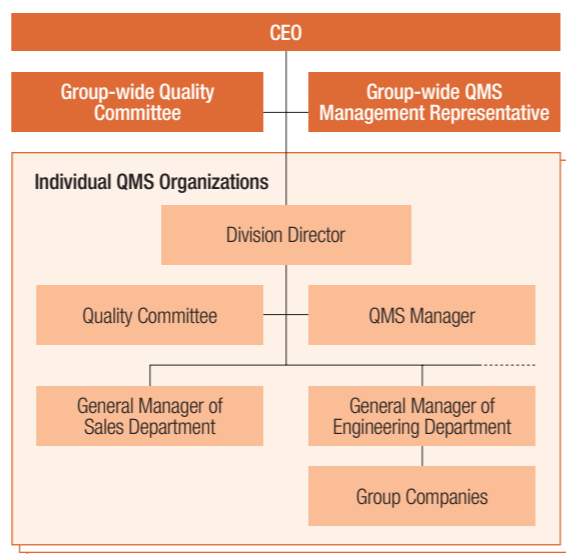 CEO
Group-wide Quality
Committee
Group-wide QMS
Management Representative
Individual QMS Organizations
Division Director
Quality Committee
QMS Manager
General Manager of
Sales Department
General Manager of
Engineering Department
Group Companies